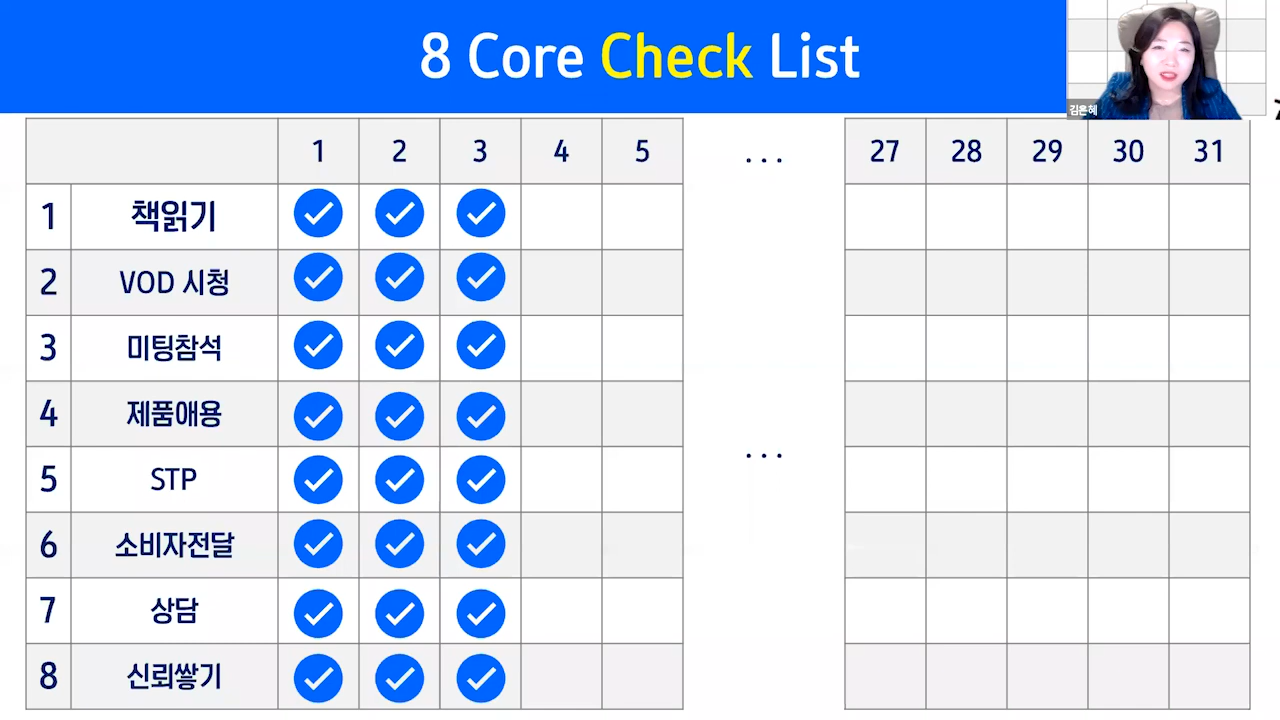 8 Core Check List
김은혜
1 2 3 4 5 ... 27 28 29 30 31
1 책읽기
2 VOD 시청
3 미팅참석
4 제품애용
...
5 STP
6 소비자전달
7 상담
8 신뢰쌓기